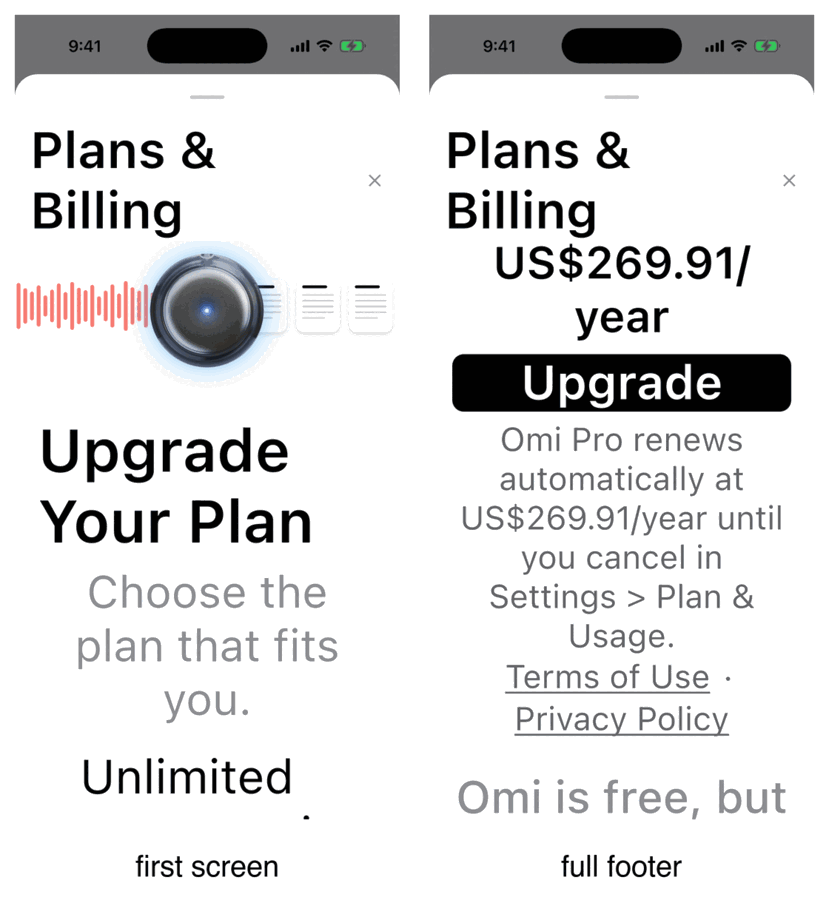 9:41
Plans &
Billing
Upgrade
Your Plan
Choose the
plan that fits
you.
Unlimited
first screen
9:41
Plans &
Billing
US$269.91/
year
Upgrade
Omi Pro renews
automatically at
US$269.91/year until
you cancel in
Settings > Plan &
Usage.
Terms of Use ·
Privacy Policy
Omi is free, but
full footer